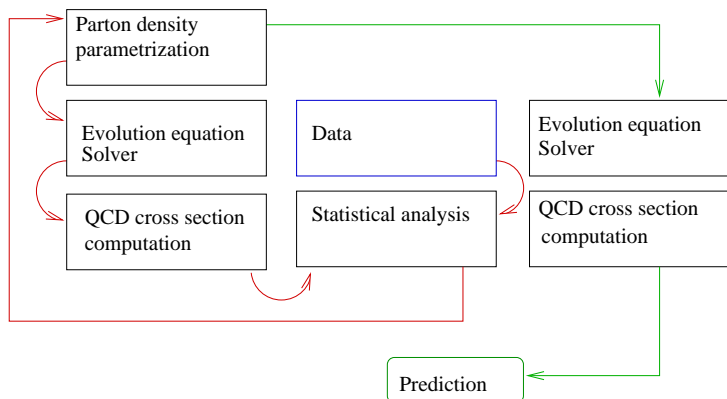 Parton density
parametrization
Evolution equation
Solver
Data
Evolution equation
Solver
QCD cross section
computation
Statistical analysis
QCD cross section
computation
Prediction